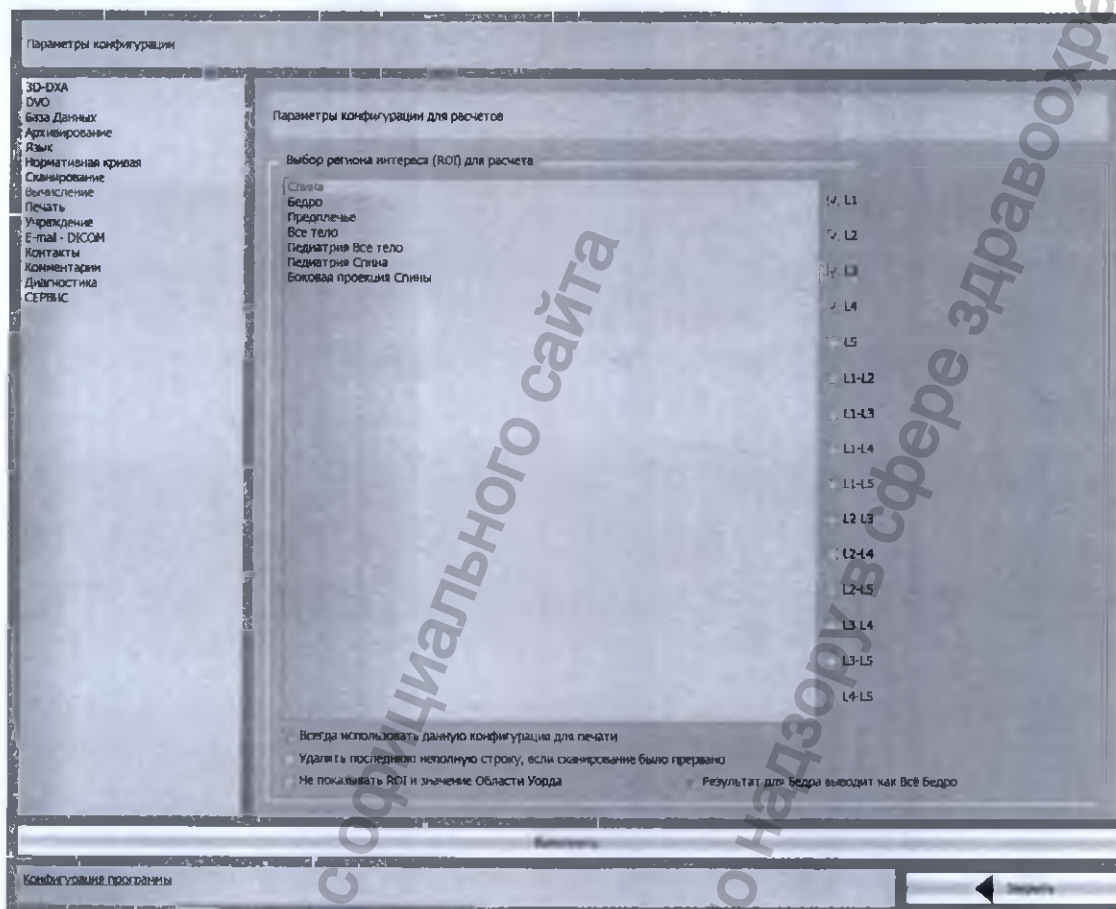 Параметры конфигурации
3D-DXA
DVO
База Данных
Архивирование
Язык
Нормативная кривая
Сканирование
Вычисление
Печать
Учреждение
E-mail - DICOM
Контакты
Комментарии
Диагностика
СЕРВИС
Параметры конфигурации для расчетов
Выбор региона интереса (ROI) для расчета
Спина
Бедро
Предплечье
Все тело
Педиатрия Все тело
Педиатрия Спина
Боковая проекция Спины
L1
L2
L3
L4
L5
L1-L2
L1-L3
L1-L4
L1-L5
L2 L3
L2-L4
L2-L5
L3 L4
L3-L5
L4-L5
Всегда использовать данную конфигурация для печати
Удалять последнюю неполную строку, если сканирование было прервано
Не показывать ROI и значение Области Уорда
Результат для Бедра выводит как Всё Бедро
Конфигурация программы
Закрыть
с официального сайта
о надзору в сфере здравоохра